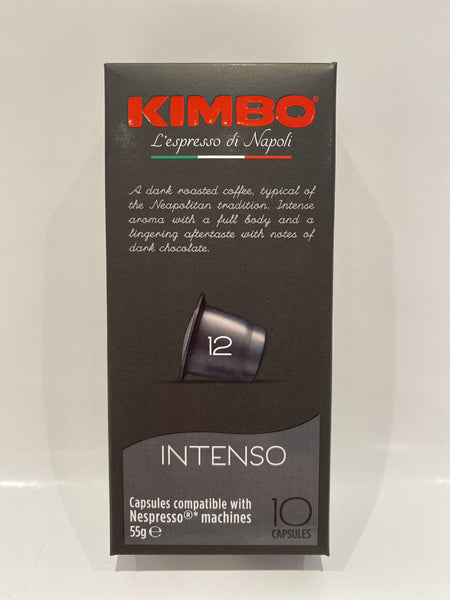 KIMBO®
L'espresso di Napoli
A dark roasted coffee, typical of
the Neapolitan tradition. Intense
aroma with a full body and a
lingering aftertaste with notes of
dark chocolate.
12
INTENSO
Capsules compatible with
Nespresso®* machines
55g ℮
10
CAPSULES